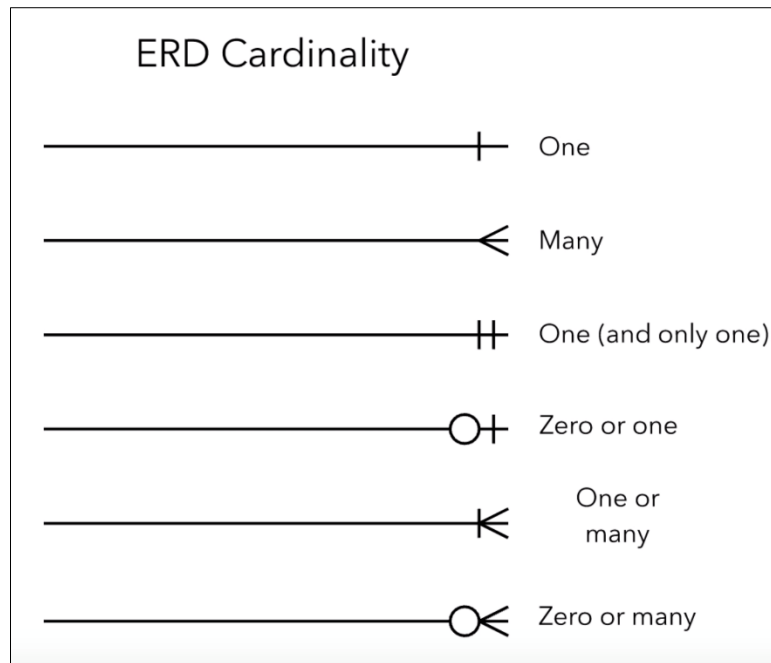 ERD Cardinality
One
Many
One (and only one)
Zero or one
One or
many
Zero or many